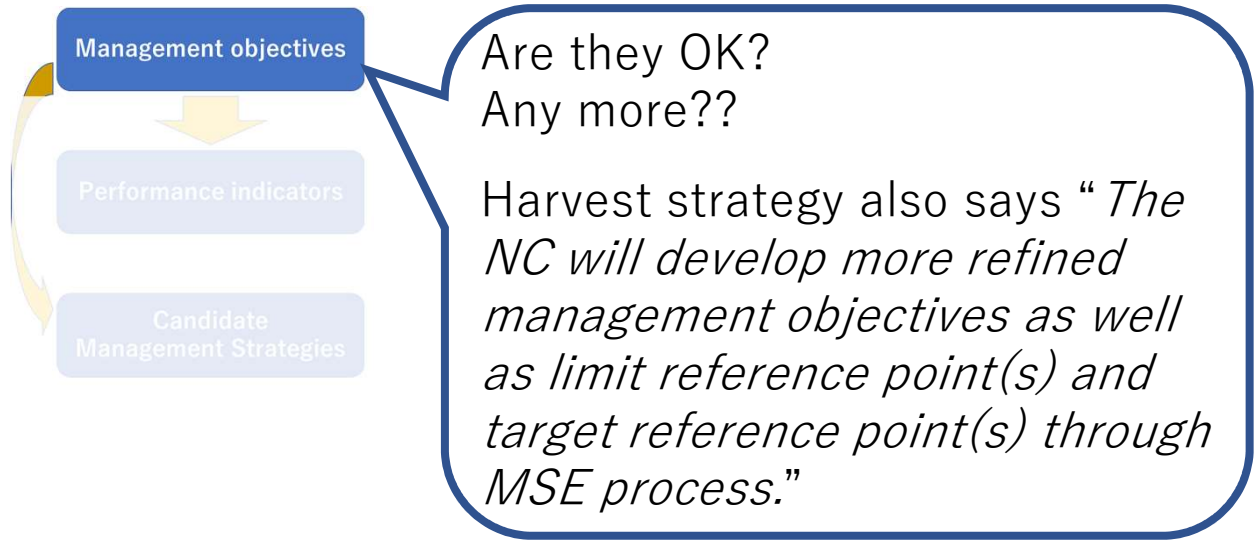 Management objectives
Performance indicators
Candidate
Management Strategies
Are they OK?
Any more??
Harvest strategy also says “The
NC will develop more refined
management objectives as well
as limit reference point(s) and
target reference point(s) through
MSE process.”